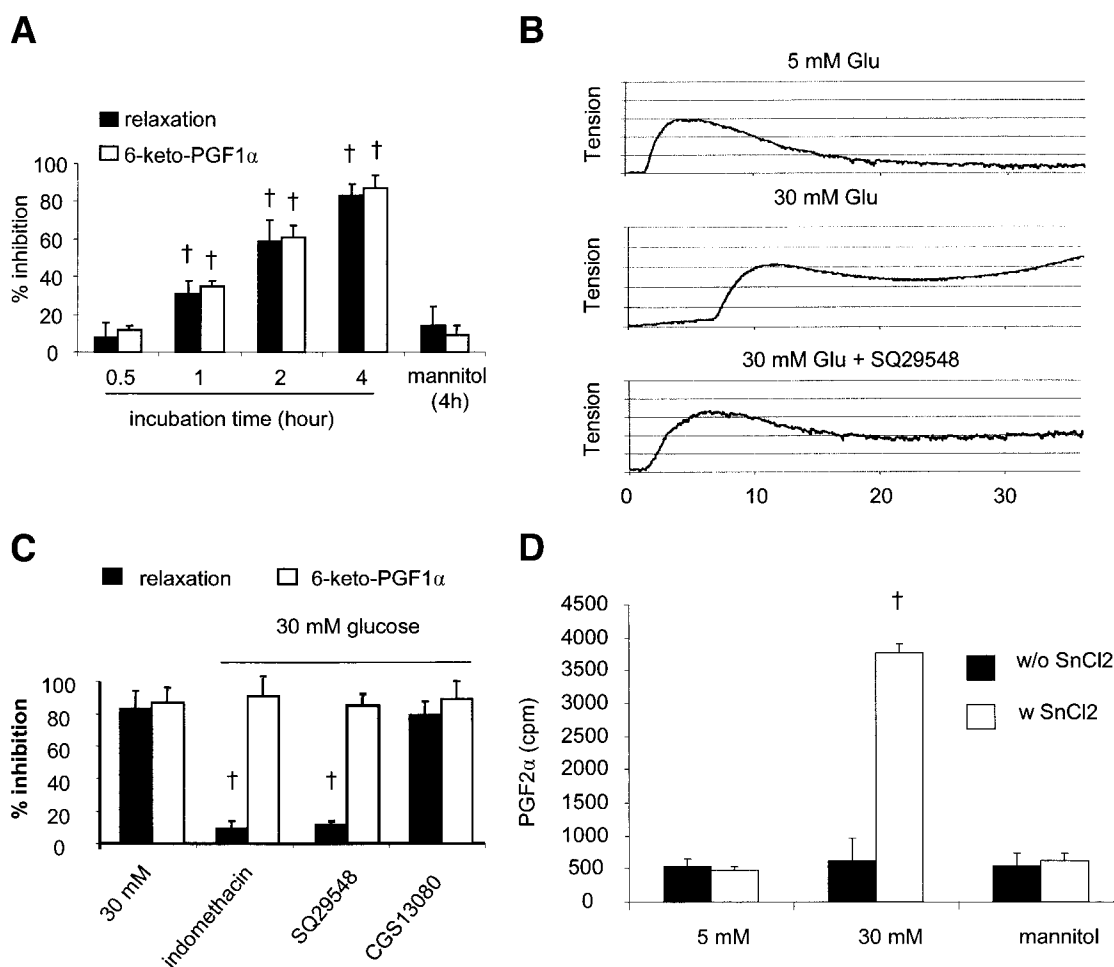 A
relaxation
6-keto-PGF1α
% inhibition
100
80
60
40
20
0
† †
† †
† †
0.5 1 2 4 mannitol
(4h)
incubation time (hour)
B
5 mM Glu
Tension
30 mM Glu
Tension
30 mM Glu + SQ29548
Tension
0 10 20 30
C
relaxation 6-keto-PGF1α
30 mM glucose
% inhibition
100
80
60
40
20
0
† †
30 mM indomethacin SQ29548 CGS13080
D
PGF2α (cpm)
4500
4000
3500
3000
2500
2000
1500
1000
500
0
†
w/o SnCl2
w SnCl2
5 mM 30 mM mannitol